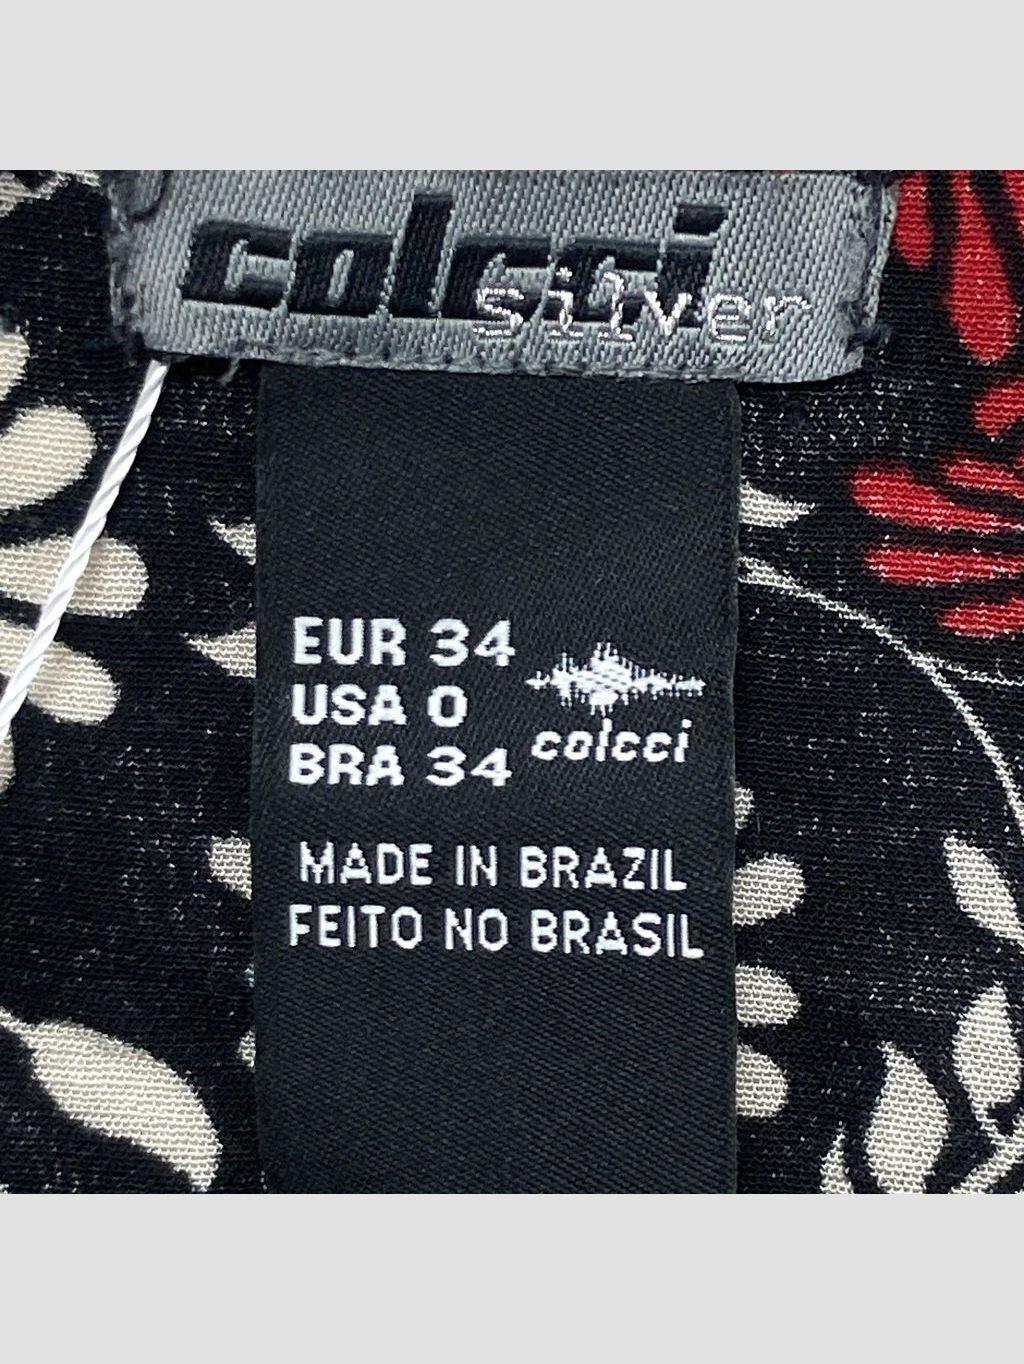 colcci
silver
EUR 34
USA 0
BRA 34
colcci
MADE IN BRAZIL
FEITO NO BRASIL